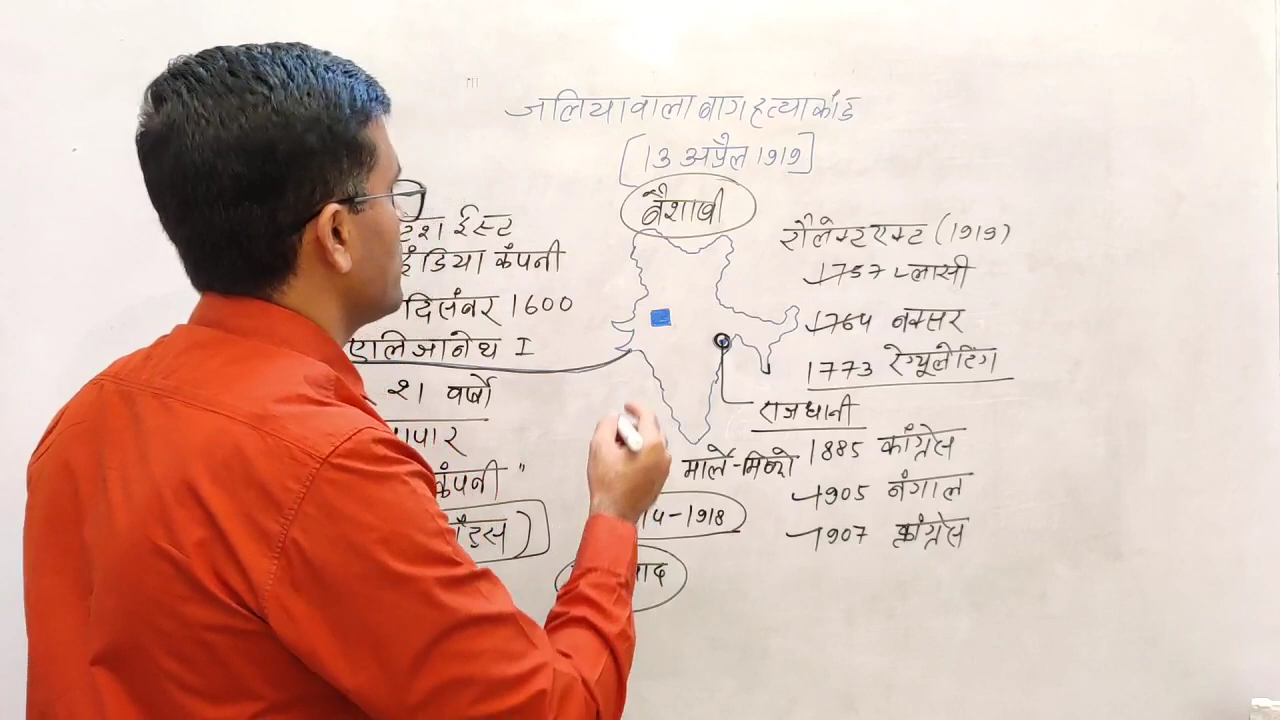 जलियावाला बाग हत्याकांड
[13 अप्रैल 1919]
बैशाखी
ईस्ट
इंडिया कंपनी
दिसंबर 1600
एलिजाबेथ I
21 वर्षो
कंपनी"
मार्ले-मिन्टो
14-1918
रौलेक्ट एक्ट (1919)
1757 प्लासी
1764 बक्सर
1773 रेग्यूलेटिंग
राजधानी
1885 कांग्रेस
1905 बंगाल
1907 कांग्रेस